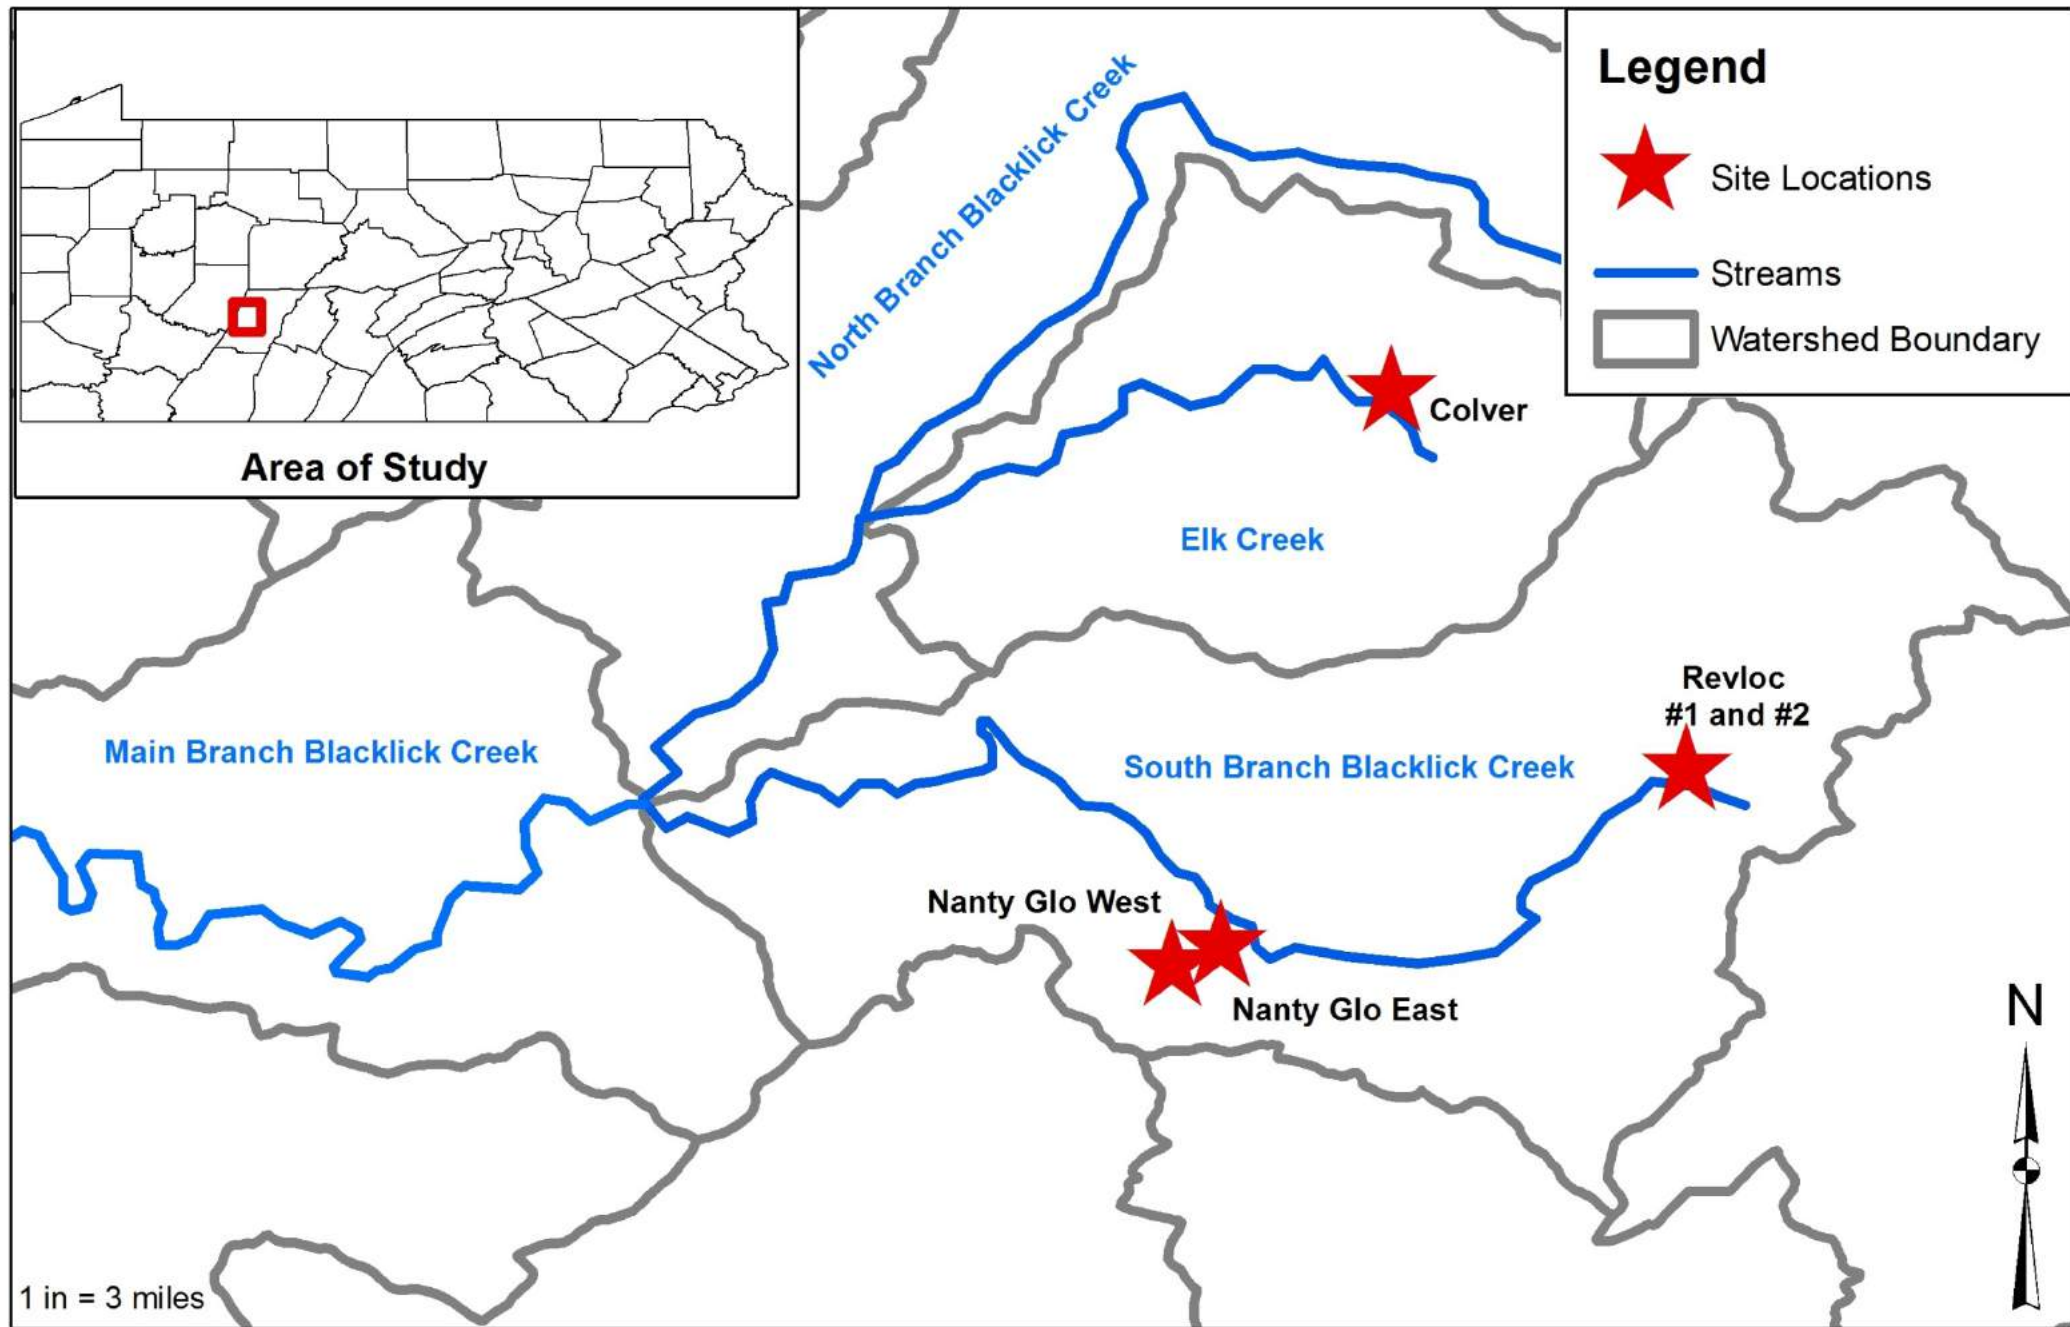 Area of Study
Legend
Site Locations
Streams
Watershed Boundary
North Branch Blacklick Creek
Colver
Elk Creek
Revloc
#1 and #2
Main Branch Blacklick Creek
South Branch Blacklick Creek
Nanty Glo West
Nanty Glo East
N
1 in = 3 miles